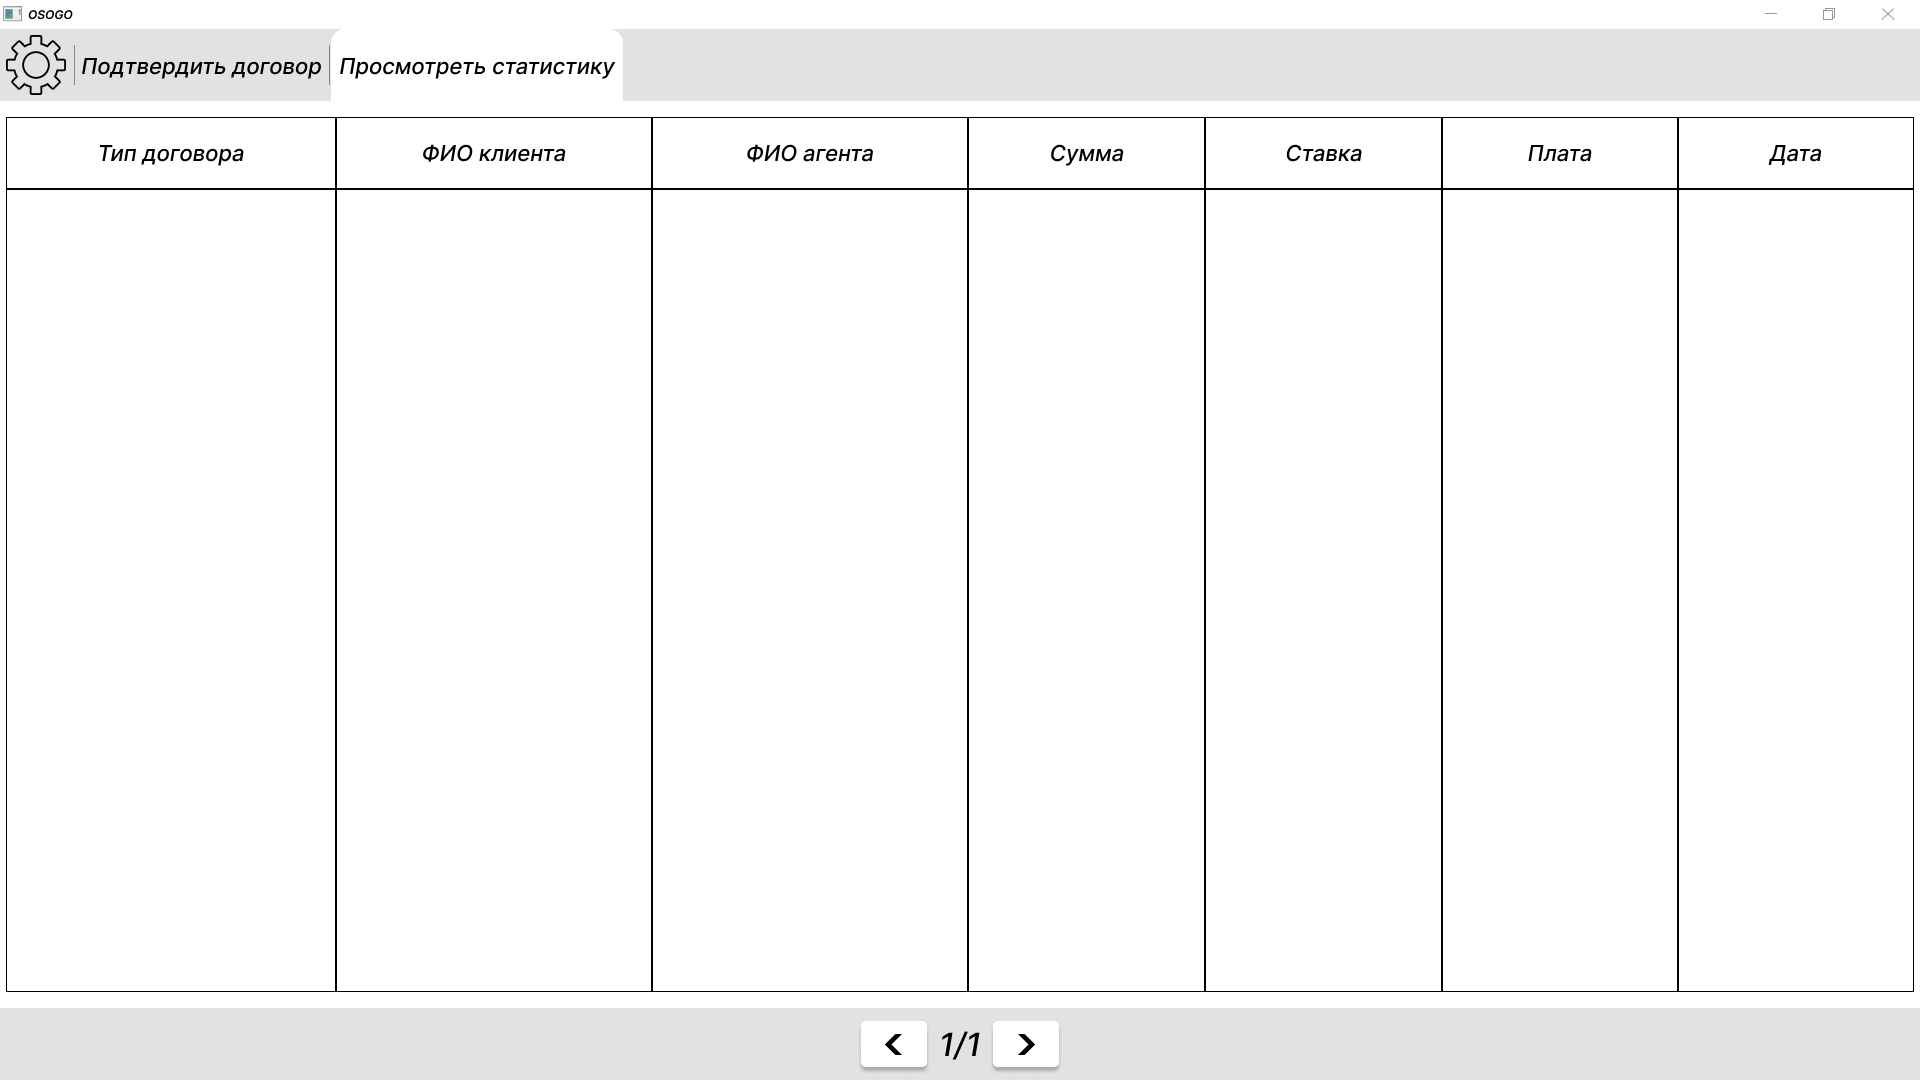 OSOGO
Подтвердить договор
Просмотреть статистику
Тип договора
ФИО клиента
ФИО агента
Сумма
Ставка
Плата
Дата
1/1